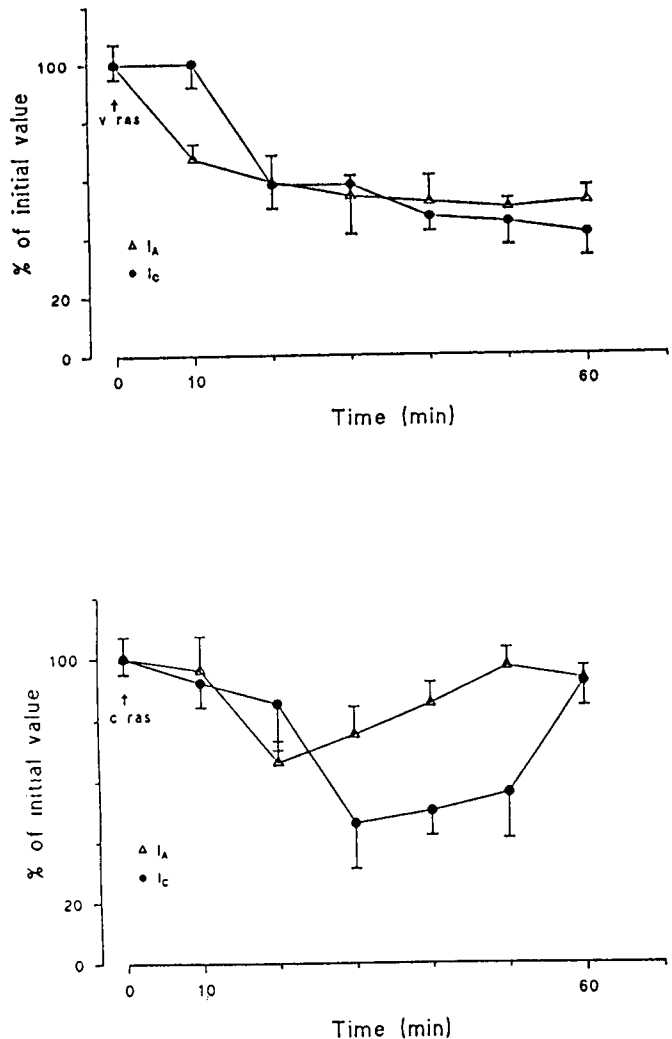 % of initial value
100
20
0
↑
v ras
△ I_A
● I_C
0 10 60
Time (min)
% of initial value
100
20
0
↑
c ras
△ I_A
● I_C
0 10 60
Time (min)